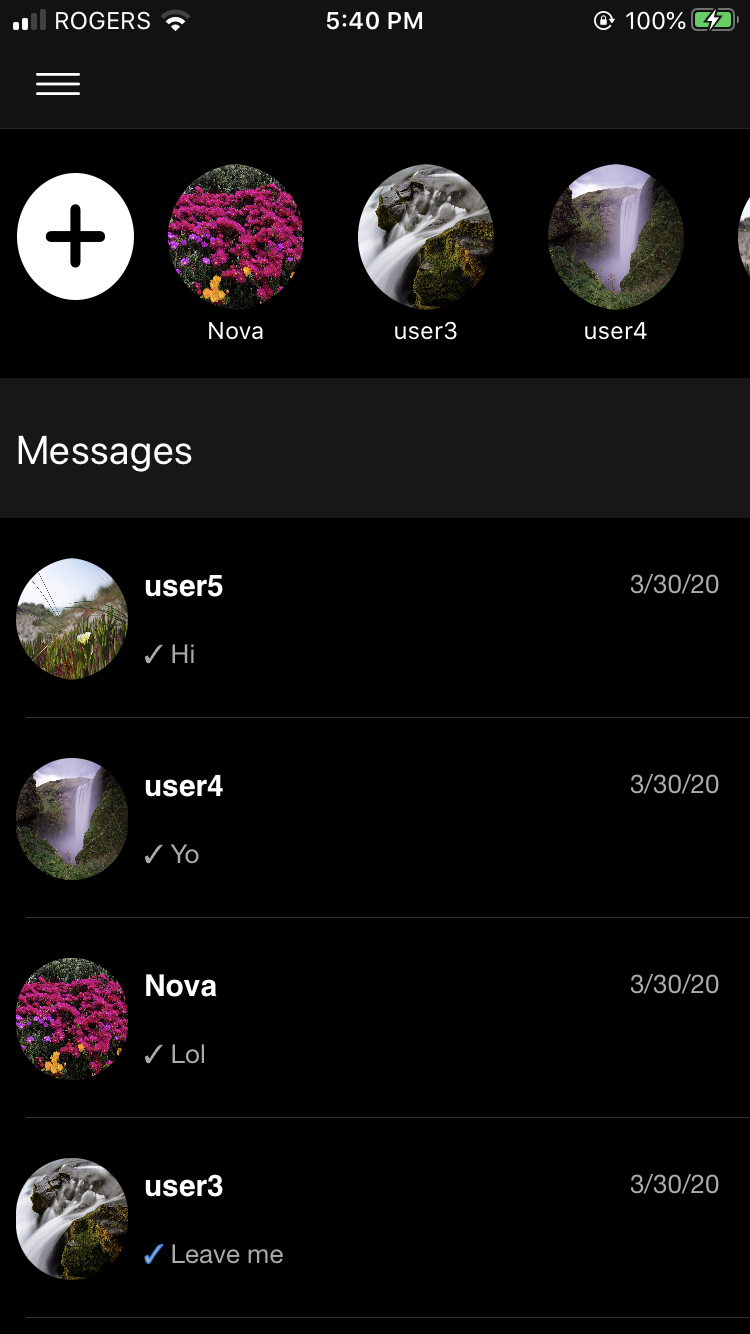 ROGERS 5:40 PM 100%
Nova user3 user4
Messages
user5 3/30/20
✓ Hi
user4 3/30/20
✓ Yo
Nova 3/30/20
✓ Lol
user3 3/30/20
✓ Leave me